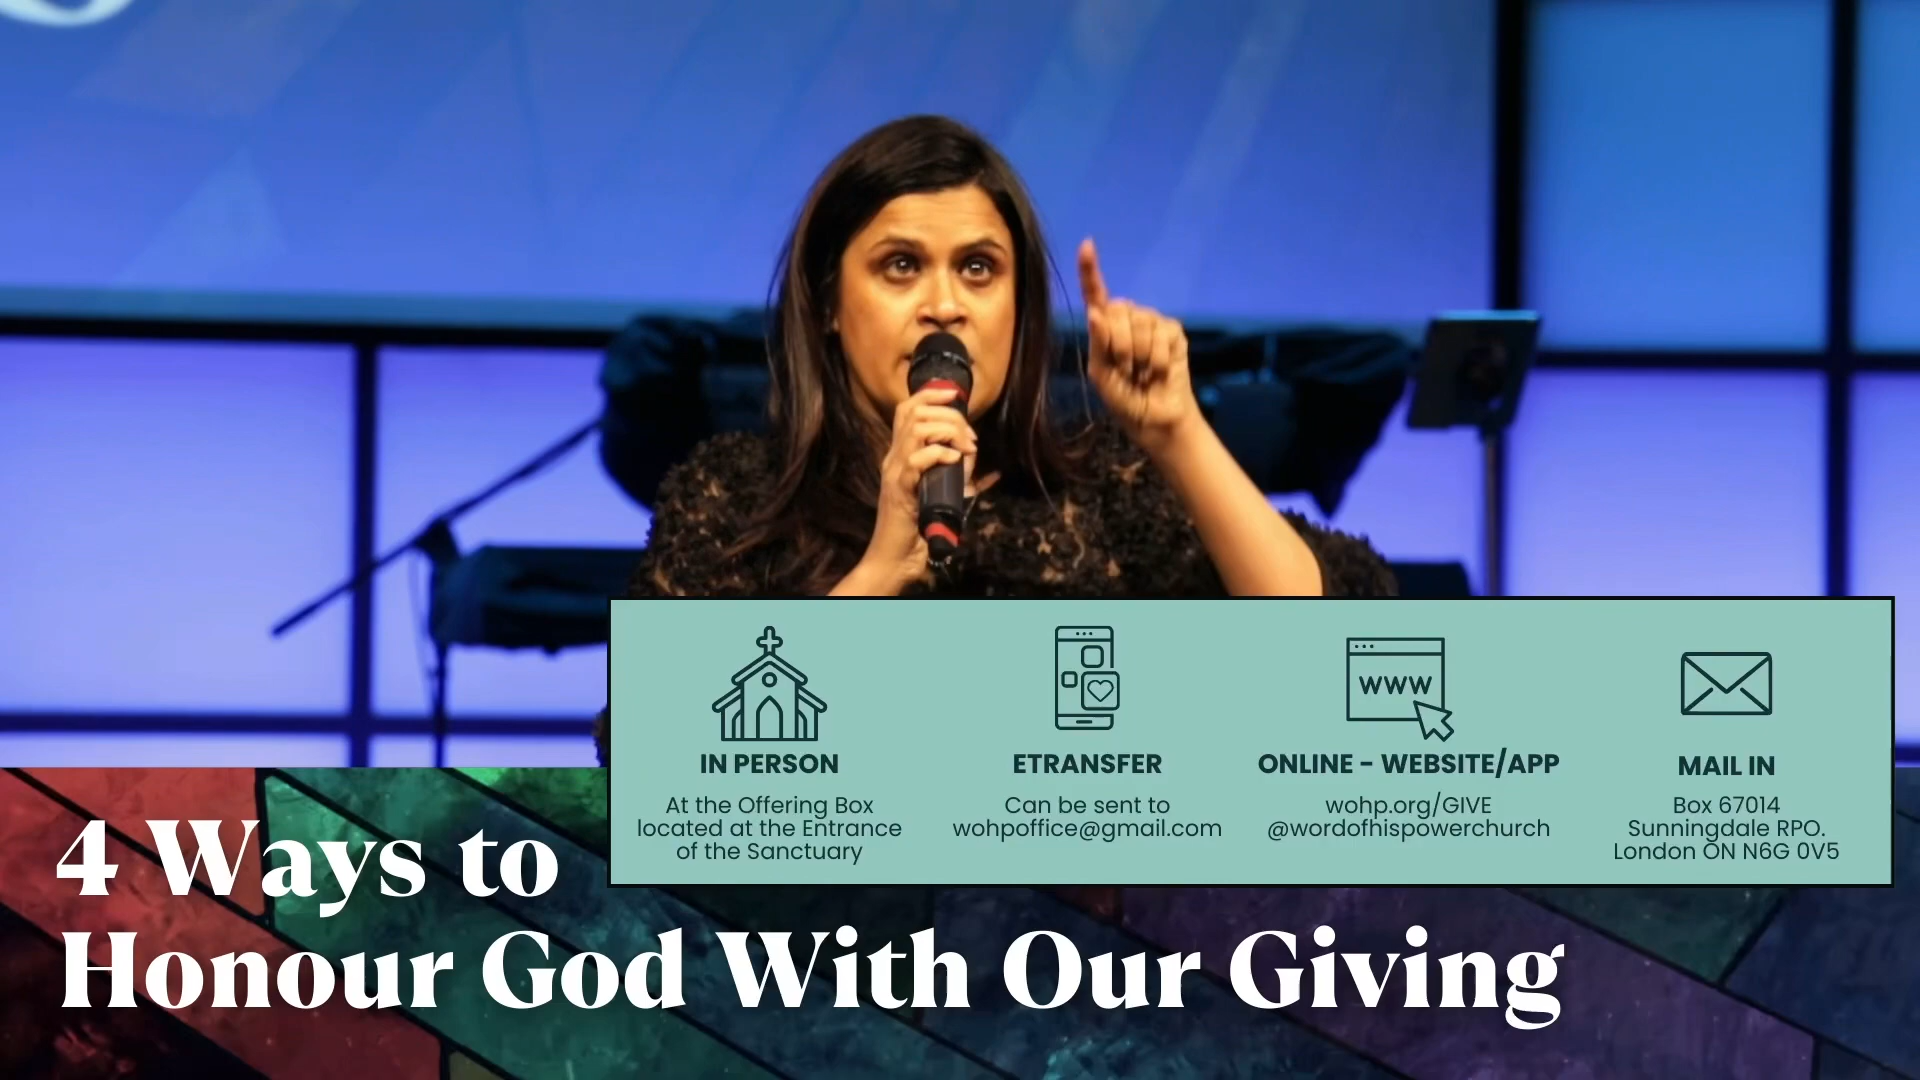 IN PERSON
At the Offering Box
located at the Entrance
of the Sanctuary
ETRANSFER
Can be sent to
wohpoffice@gmail.com
WWW
ONLINE - WEBSITE/APP
wohp.org/GIVE
@wordofhispowerchurch
MAIL IN
Box 67014
Sunningdale RPO.
London ON N6G 0V5
4 Ways to
Honour God With Our Giving